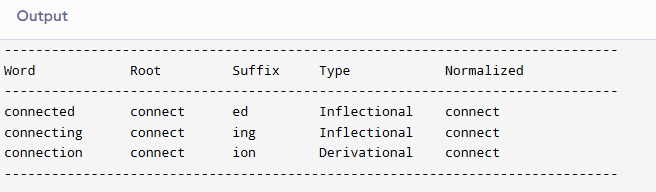 Output
------------------------------------------------------------------------------
Word Root Suffix Type Normalized
------------------------------------------------------------------------------
connected connect ed Inflectional connect
connecting connect ing Inflectional connect
connection connect ion Derivational connect
------------------------------------------------------------------------------